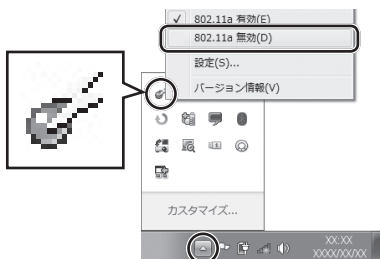 802.11a 有効(E)
802.11a 無効(D)
設定(S)...
バージョン情報(V)
カスタマイズ...
XX:XX
XXXX/XX/XX